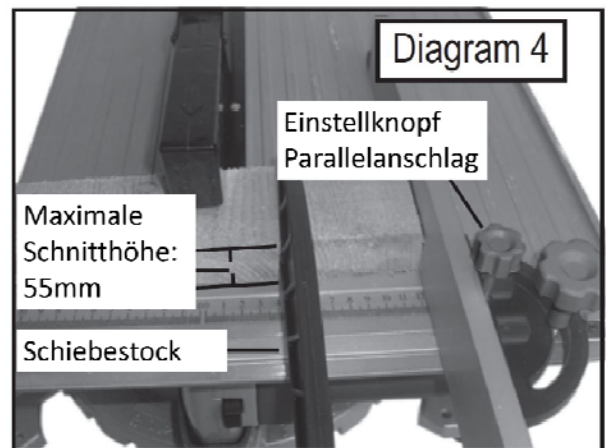 Diagram 4
Einstellknopf
Parallelanschlag
Maximale
Schnitthöhe:
55mm
Schiebestock